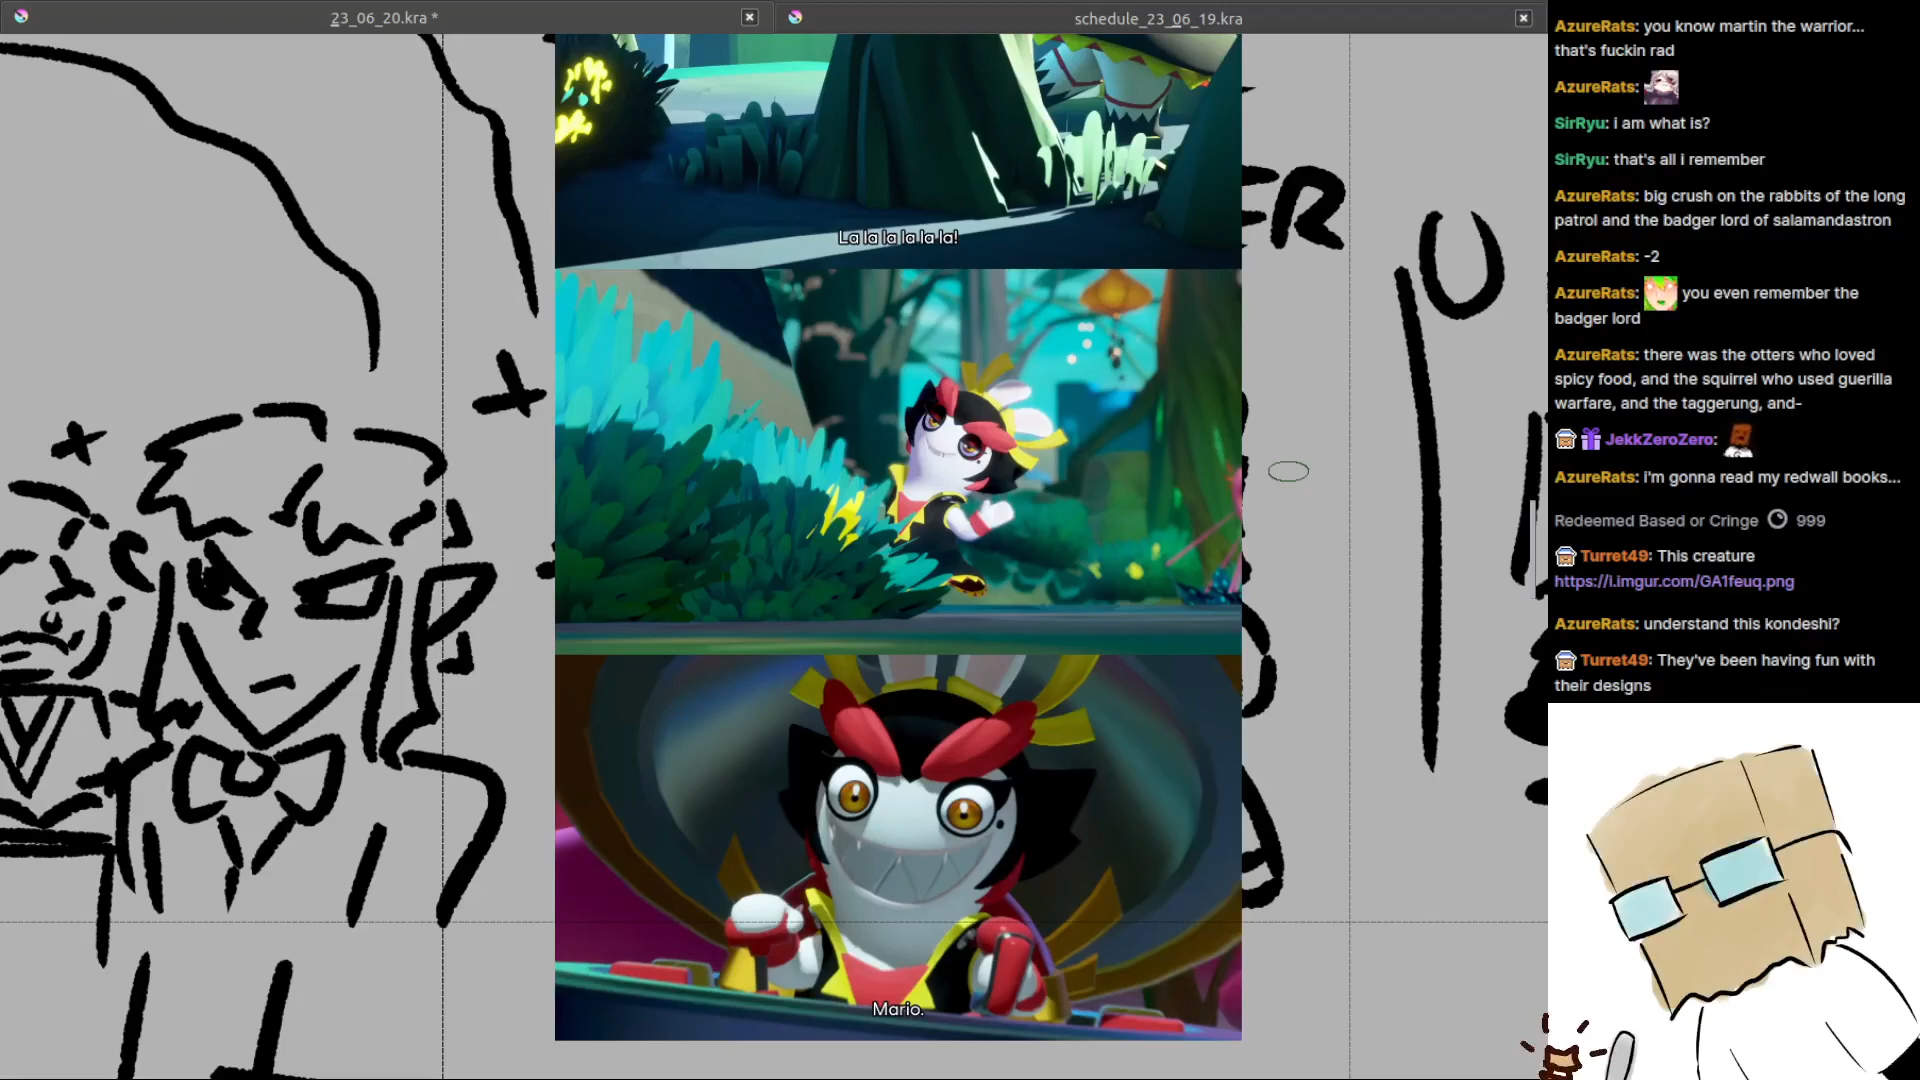 23_06_20.kra *
schedule_23_06_19.kra
La la la la la la!
Mario.
ER
AzureRats: you know martin the warrior...
that's fuckin rad
AzureRats:
SirRyu: i am what is?
SirRyu: that's all i remember
AzureRats: big crush on the rabbits of the long
patrol and the badger lord of salamandastron
AzureRats: -2
AzureRats: you even remember the
badger lord
AzureRats: there was the otters who loved
spicy food, and the squirrel who used guerilla
warfare, and the taggerung, and-
JekkZeroZero:
AzureRats: i'm gonna read my redwall books...
Redeemed Based or Cringe 999
Turret49: This creature
https://i.imgur.com/GA1feuq.png
AzureRats: understand this kondeshi?
Turret49: They've been having fun with
their designs